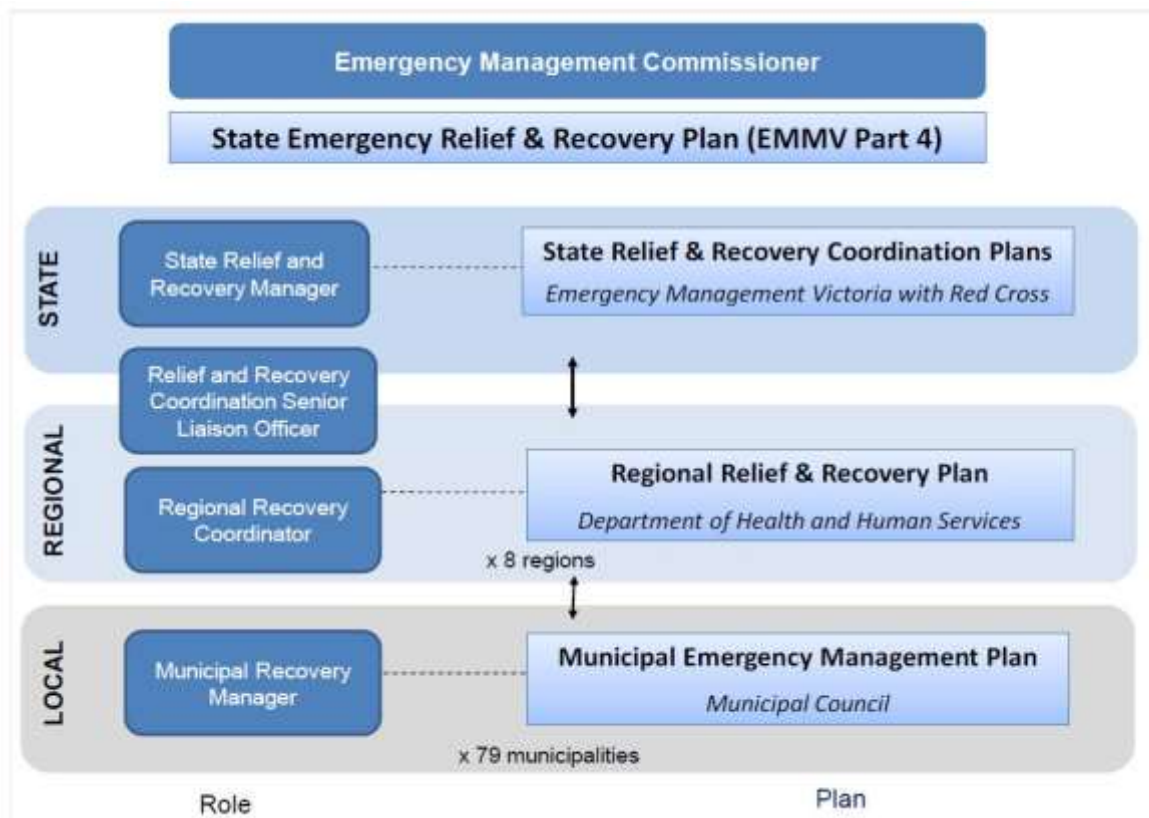 Emergency Management Commissioner
State Emergency Relief & Recovery Plan (EMMV Part 4)
STATE
State Relief and
Recovery Manager
State Relief & Recovery Coordination Plans
Emergency Management Victoria with Red Cross
Relief and Recovery
Coordination Senior
Liaison Officer
REGIONAL
Regional Recovery
Coordinator
Regional Relief & Recovery Plan
Department of Health and Human Services
x 8 regions
LOCAL
Municipal Recovery
Manager
Municipal Emergency Management Plan
Municipal Council
x 79 municipalities
Role
Plan